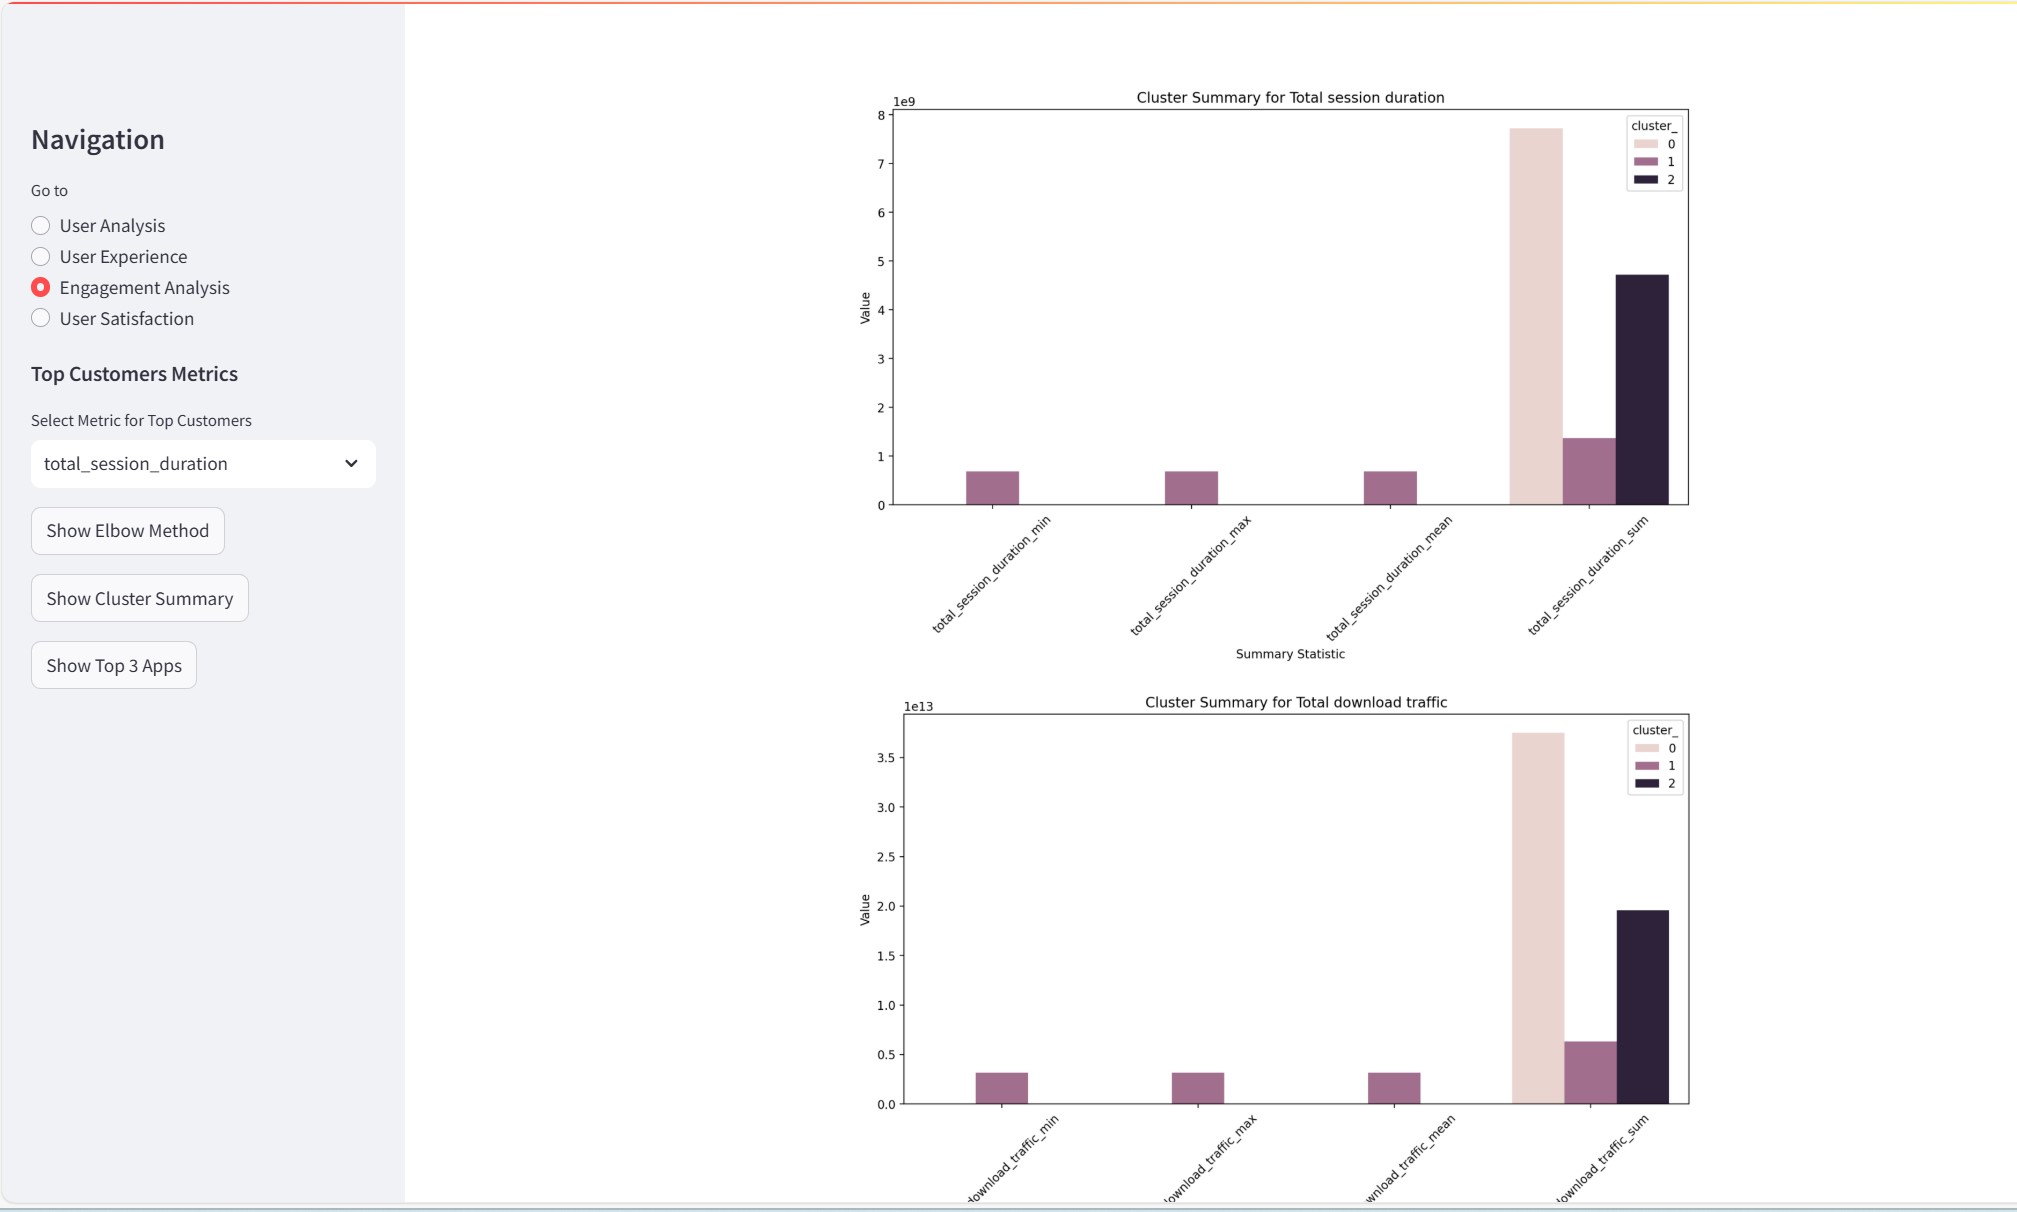 Navigation
Go to
User Analysis
User Experience
Engagement Analysis
User Satisfaction
Top Customers Metrics
Select Metric for Top Customers
total_session_duration
Show Elbow Method
Show Cluster Summary
Show Top 3 Apps
Cluster Summary for Total session duration
1e9
8
7
6
5
4
3
2
1
0
Value
cluster_
0
1
2
total_session_duration_min
total_session_duration_max
total_session_duration_mean
total_session_duration_sum
Summary Statistic
Cluster Summary for Total download traffic
1e13
3.5
3.0
2.5
2.0
1.5
1.0
0.5
0.0
Value
cluster_
0
1
2
download_traffic_min
download_traffic_max
wnload_traffic_mean
download_traffic_sum